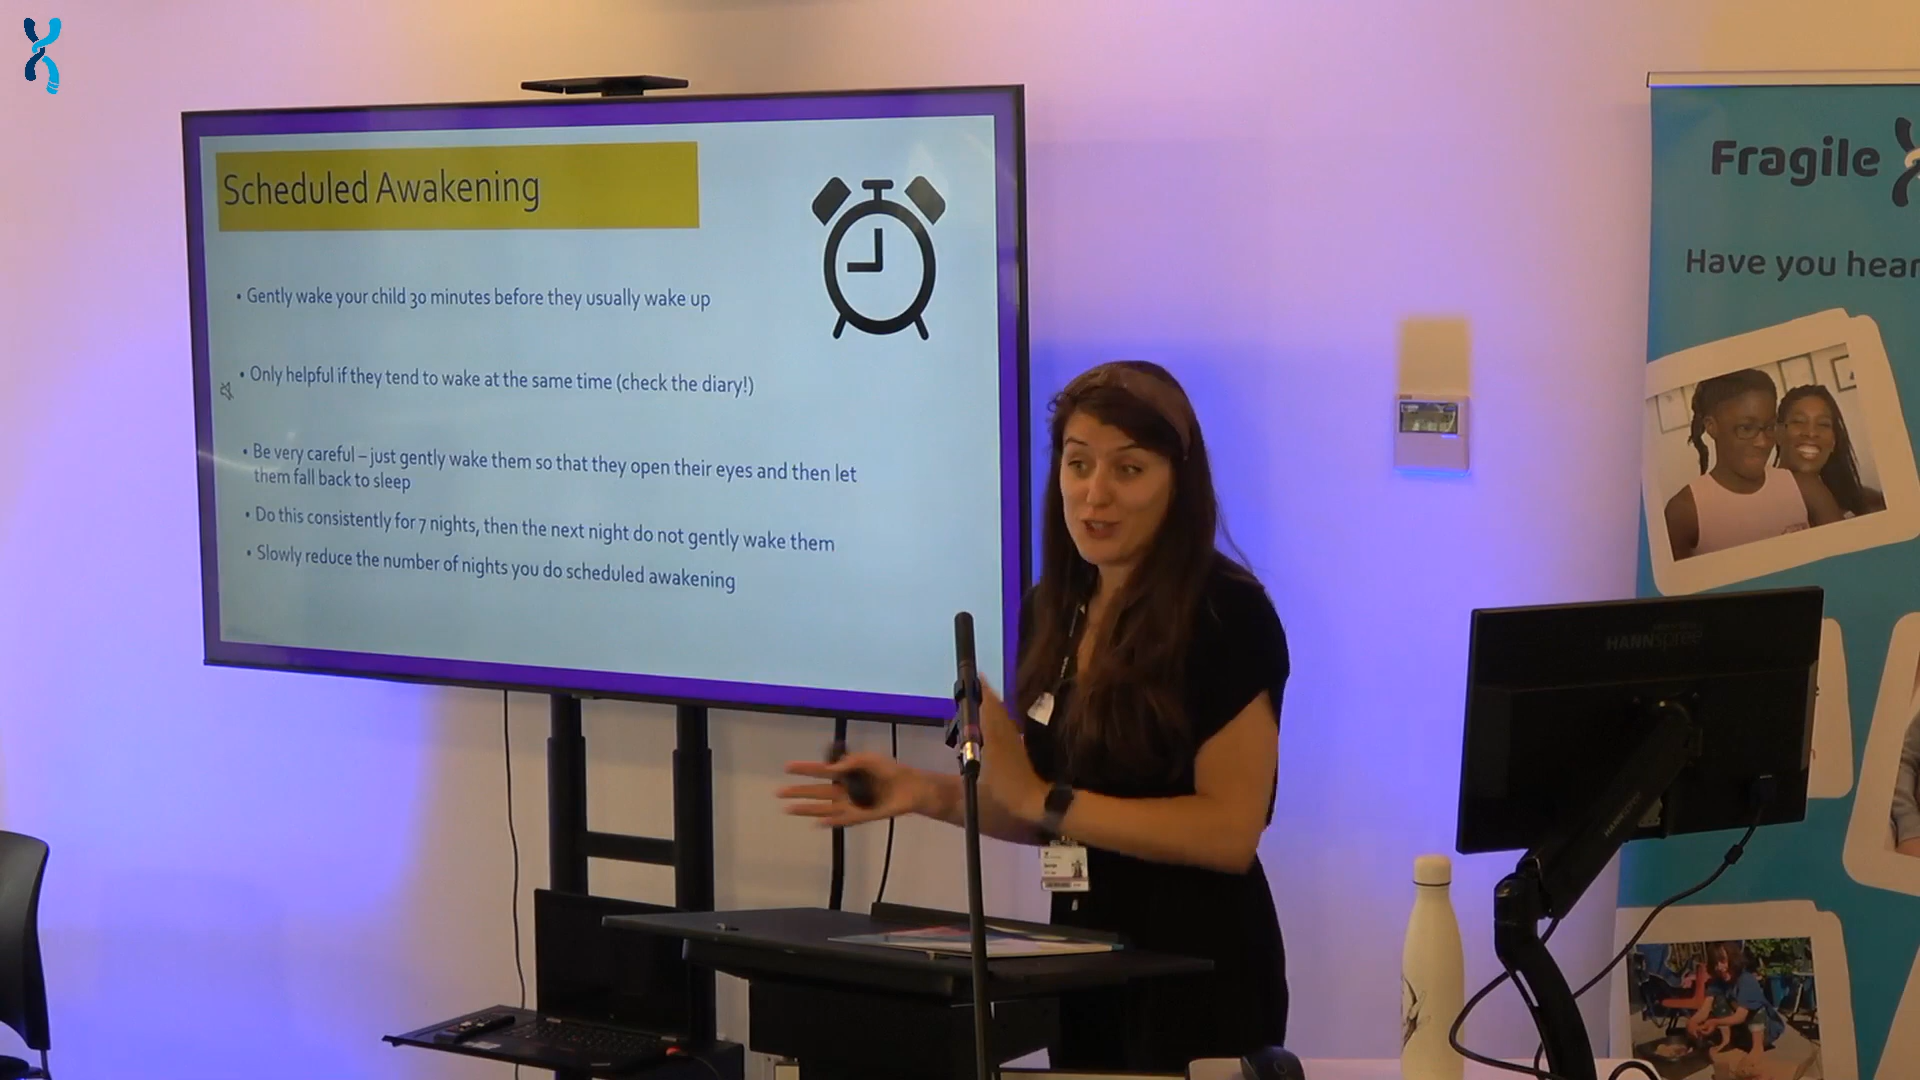 Scheduled Awakening
• Gently wake your child 30 minutes before they usually wake up
• Only helpful if they tend to wake at the same time (check the diary!)
• Be very careful – just gently wake them so that they open their eyes and then let
them fall back to sleep
• Do this consistently for 7 nights, then the next night do not gently wake them
• Slowly reduce the number of nights you do scheduled awakening
Fragile X
Have you hear
HANNspree
HANNSPREE